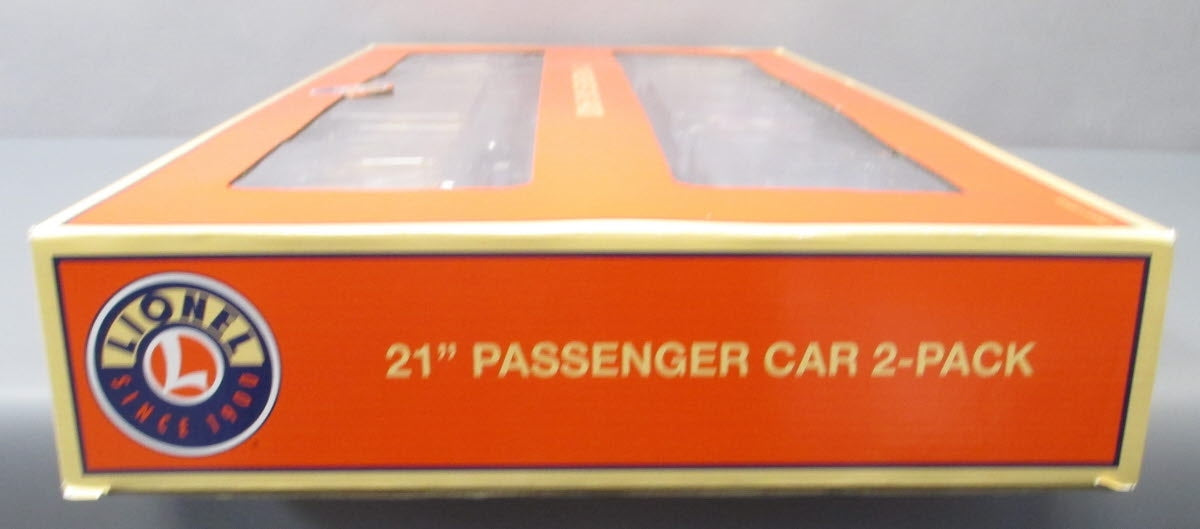 LIONEL
L
SINCE 1900
21” PASSENGER CAR 2-PACK